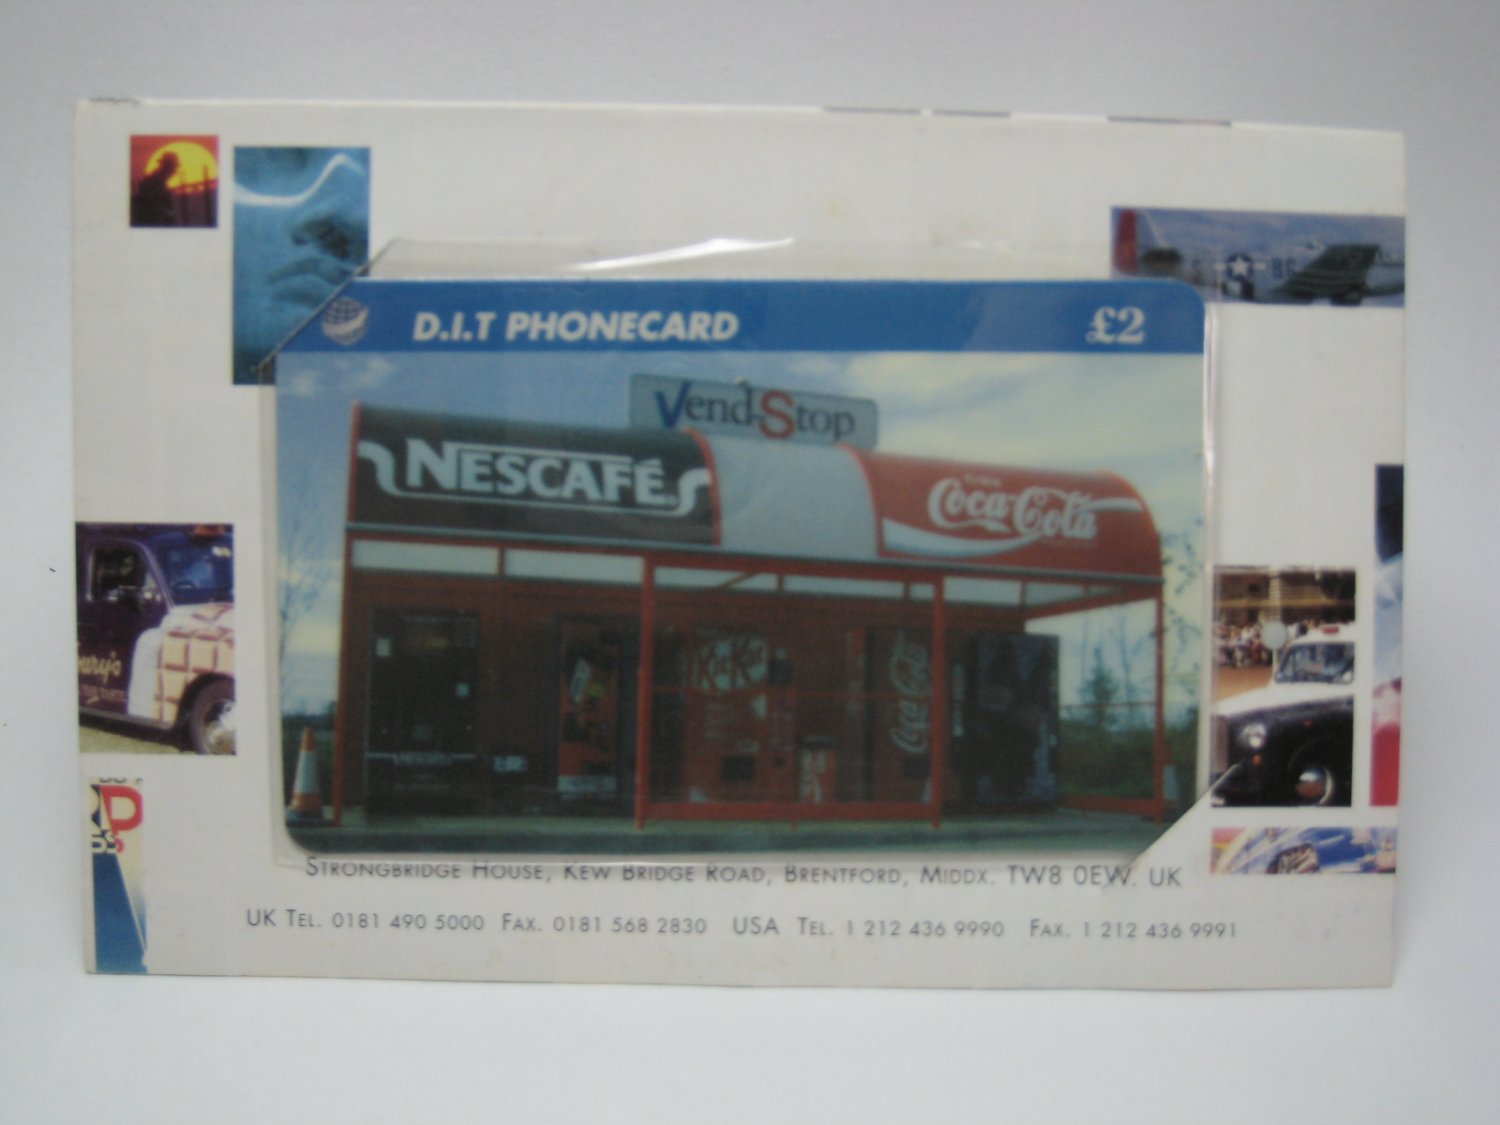 D.I.T PHONECARD £2
Vend-Stop
NESCAFÉ
Enjoy
Coca-Cola
KitKat
Coca-Cola
STRONGBRIDGE HOUSE, KEW BRIDGE ROAD, BRENTFORD, MIDDX. TW8 0EW. UK
UK TEL. 0181 490 5000 FAX. 0181 568 2830 USA TEL. 1 212 436 9990 FAX. 1 212 436 9991